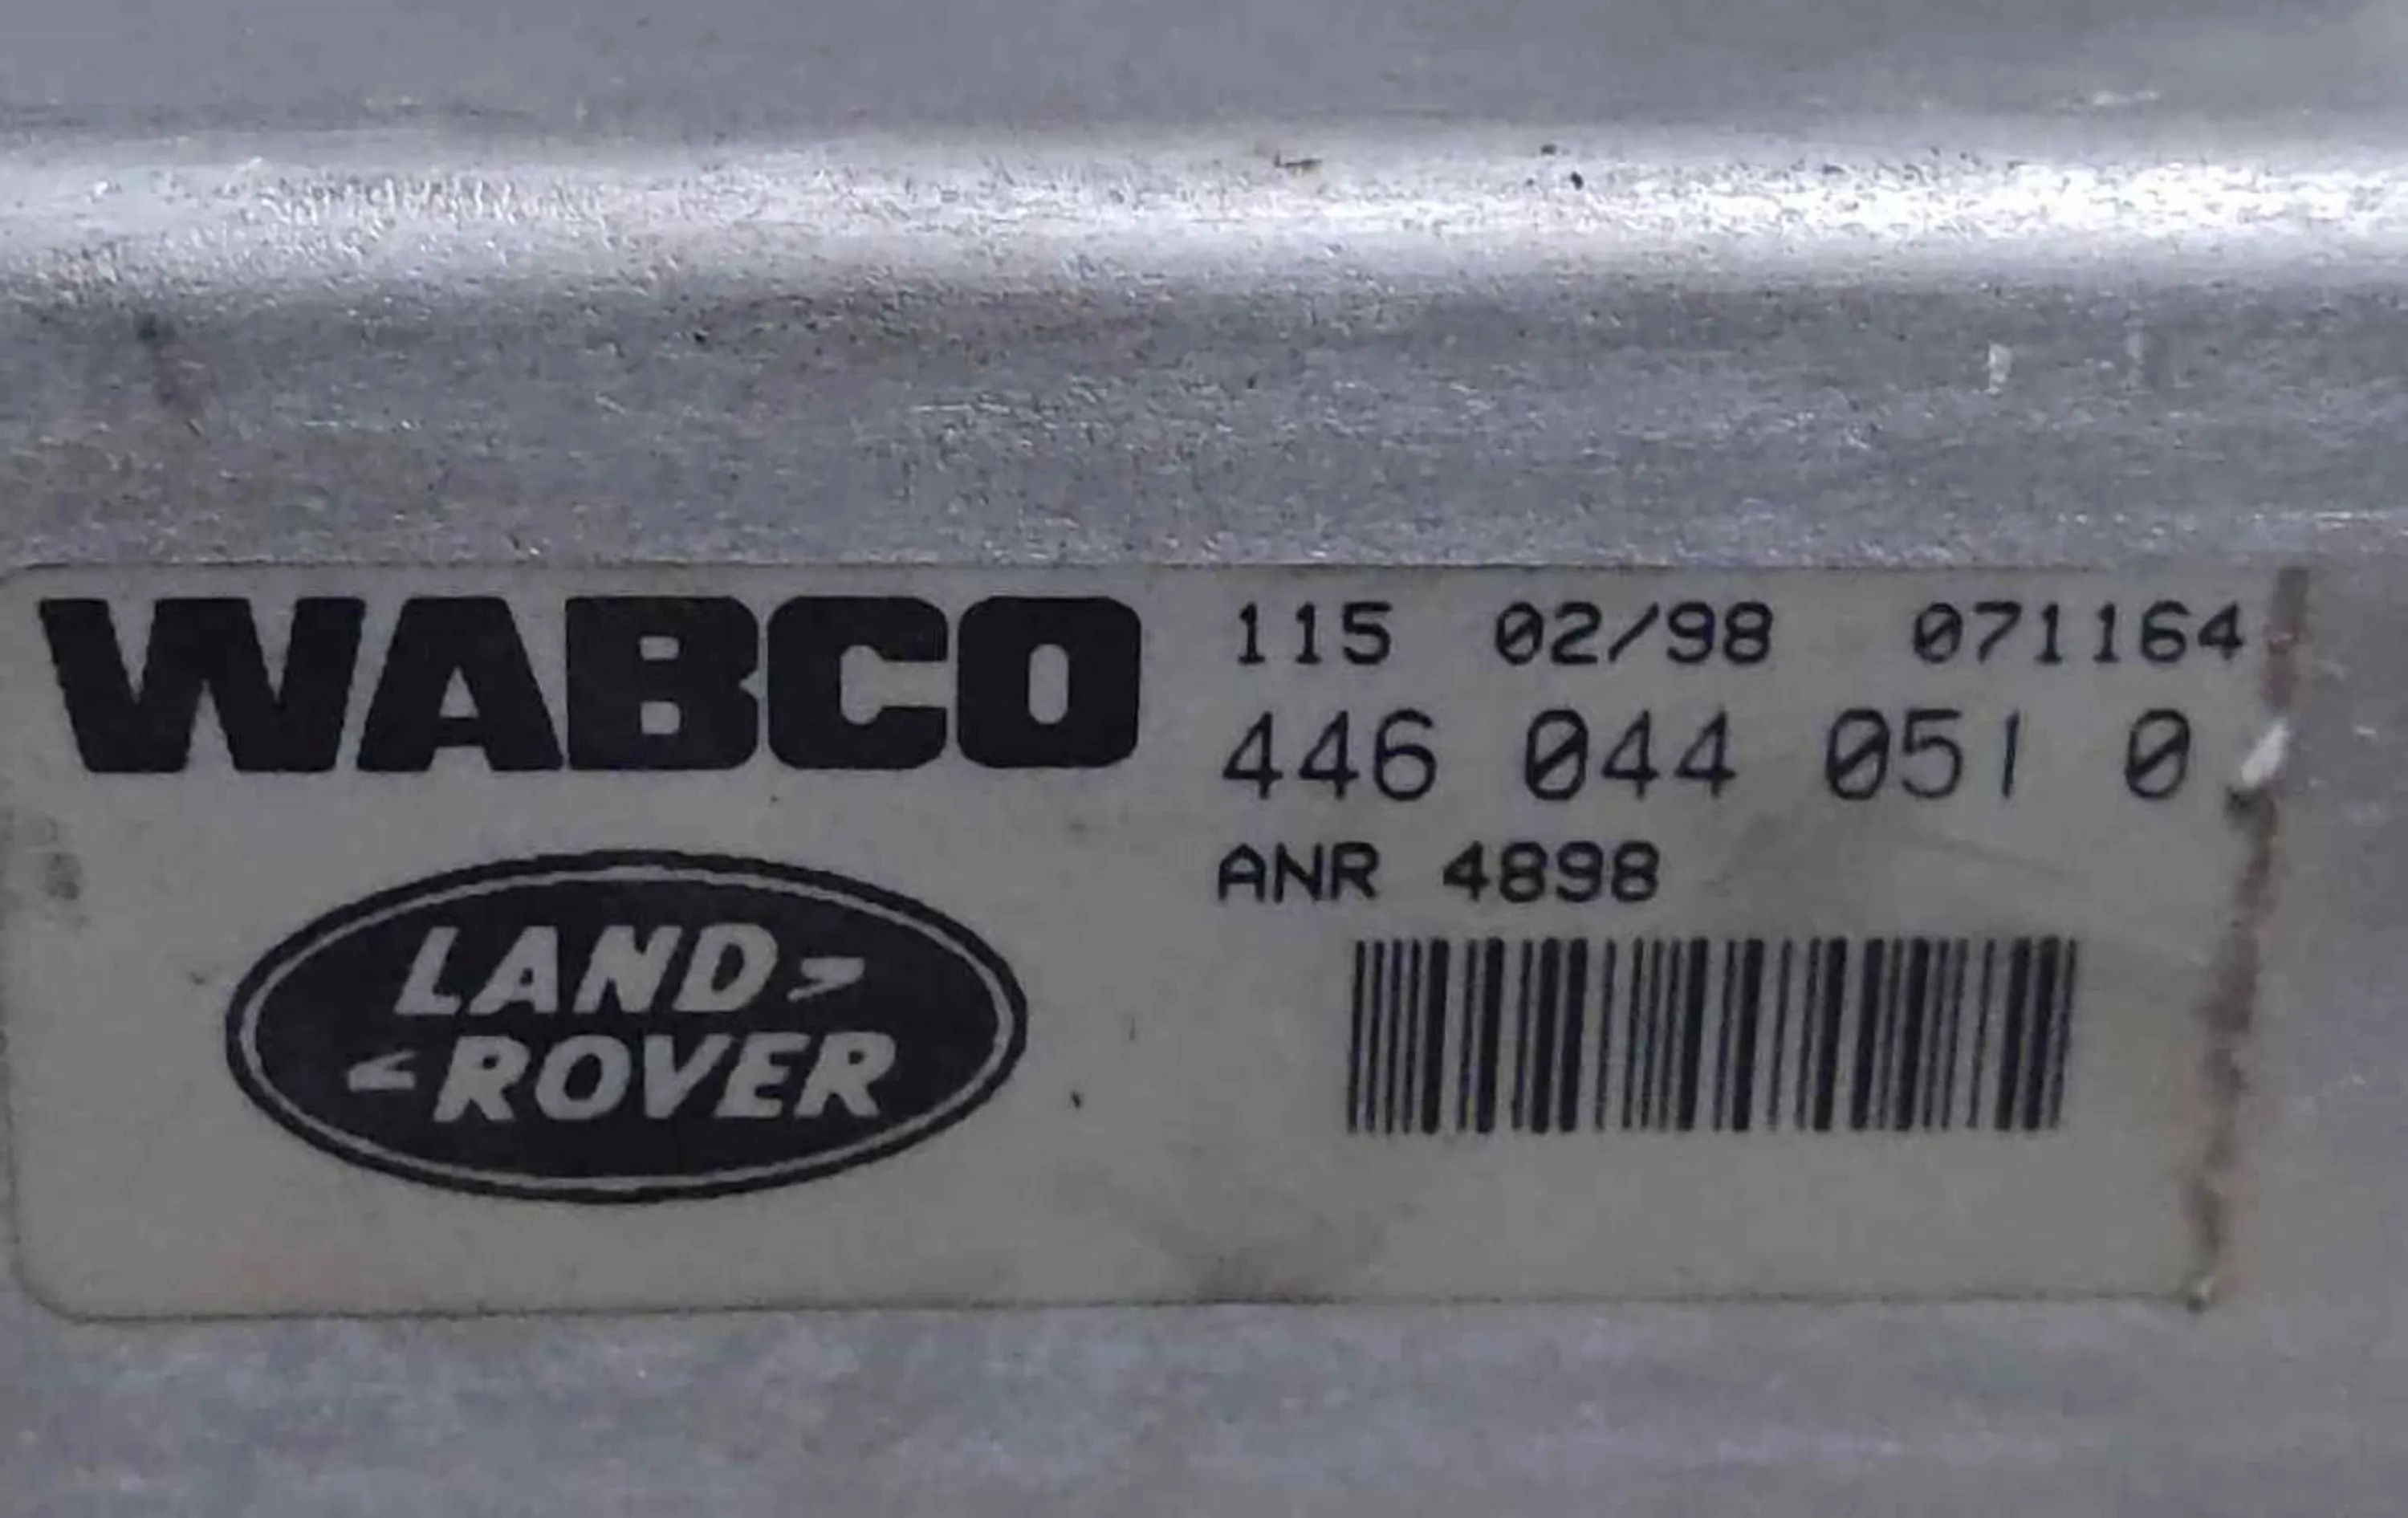 WABCO
115 02/98 071164
446 044 051 0
ANR 4898
LAND
ROVER